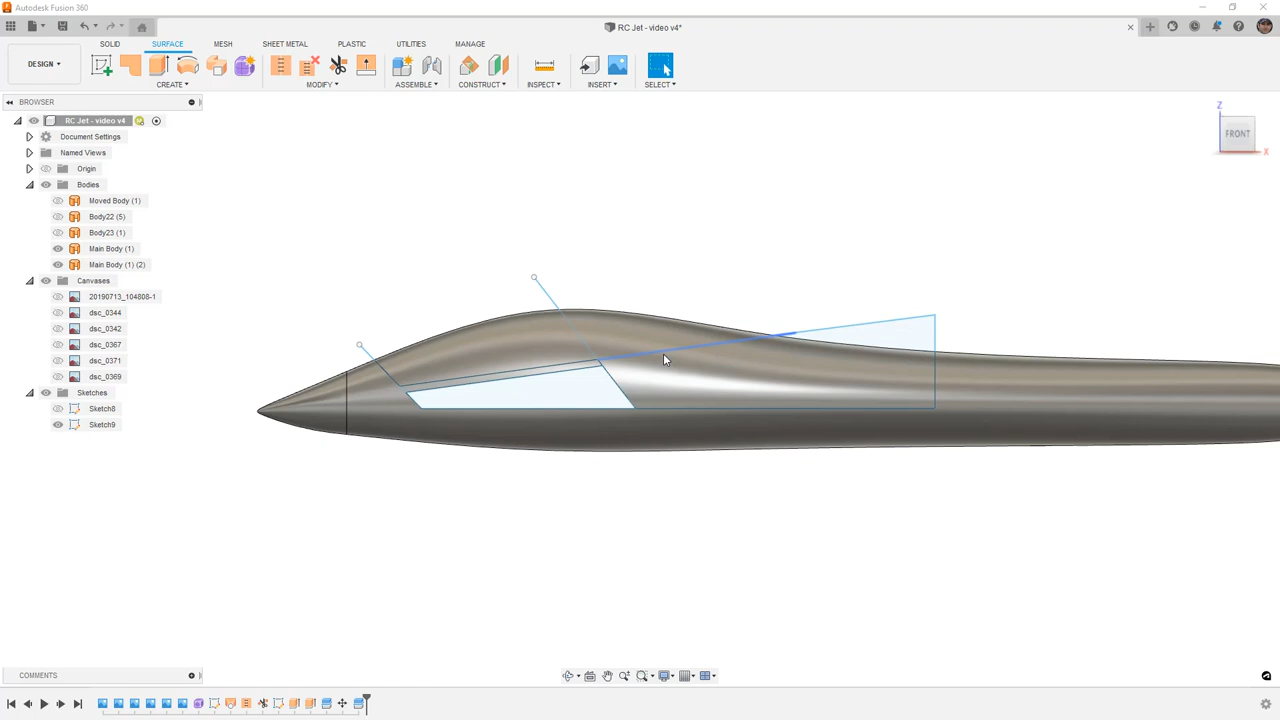 Autodesk Fusion 360
RC Jet - video v4*
SOLID SURFACE MESH SHEET METAL PLASTIC UTILITIES MANAGE
DESIGN
CREATE MODIFY ASSEMBLE CONSTRUCT INSPECT INSERT SELECT
BROWSER
RC Jet - video v4
Document Settings
Named Views
Origin
Bodies
Moved Body (1)
Body22 (5)
Body23 (1)
Main Body (1)
Main Body (1) (2)
Canvases
20190713_104808-1
dsc_0344
dsc_0342
dsc_0367
dsc_0371
dsc_0369
Sketches
Sketch8
Sketch9
Z
FRONT
X
COMMENTS